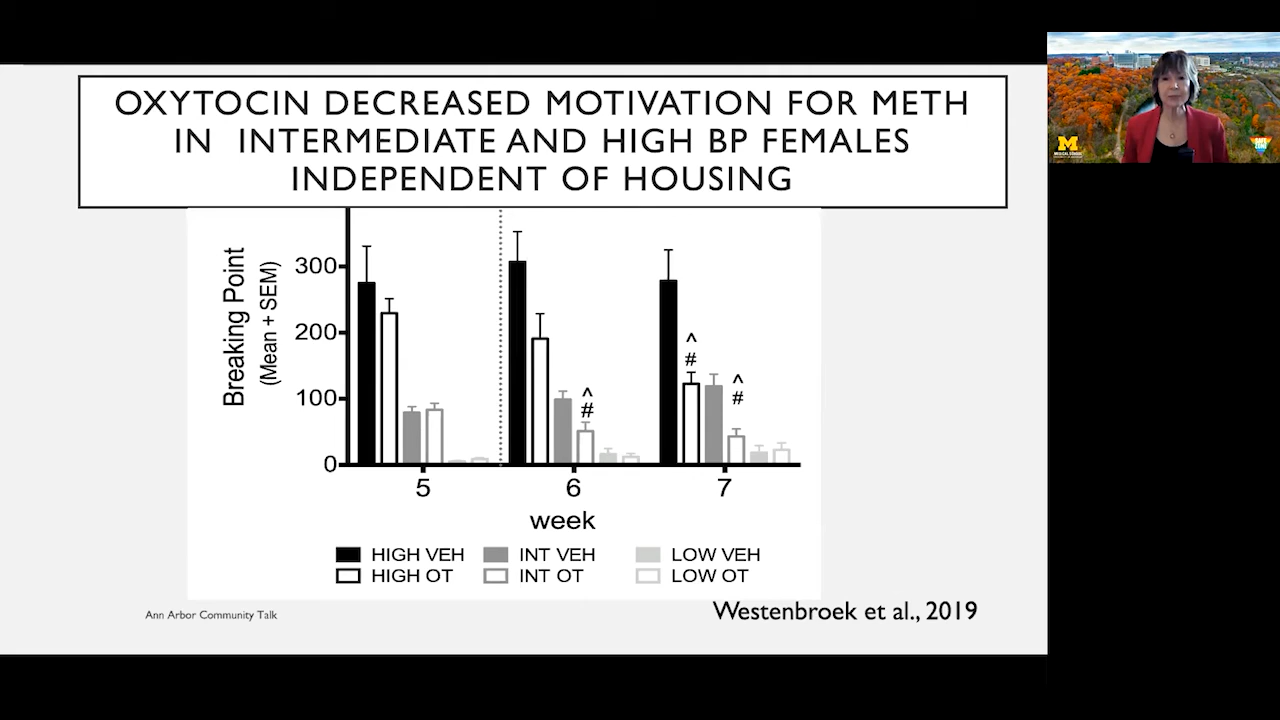 OXYTOCIN DECREASED MOTIVATION FOR METH
IN INTERMEDIATE AND HIGH BP FEMALES
INDEPENDENT OF HOUSING
Breaking Point
(Mean + SEM)
300
200
100
0
^
#
^
#
^
#
5 6 7
week
HIGH VEH INT VEH LOW VEH
HIGH OT INT OT LOW OT
Ann Arbor Community Talk
Westenbroek et al., 2019
M